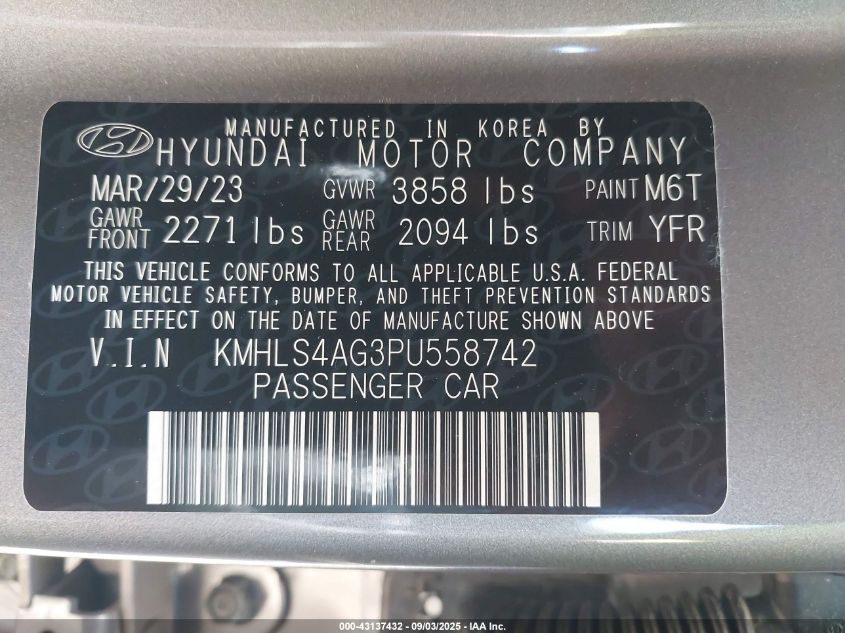 MANUFACTURED IN KOREA BY
HYUNDAI MOTOR COMPANY
MAR/29/23 GVWR 3858 lbs PAINT M6T
GAWR FRONT 2271 lbs GAWR REAR 2094 lbs TRIM YFR
THIS VEHICLE CONFORMS TO ALL APPLICABLE U.S.A. FEDERAL
MOTOR VEHICLE SAFETY, BUMPER, AND THEFT PREVENTION STANDARDS
IN EFFECT ON THE DATE OF MANUFACTURE SHOWN ABOVE
V.I.N KMHLS4AG3PU558742
PASSENGER CAR
000-43137432 - 09/03/2025 - IAA Inc.